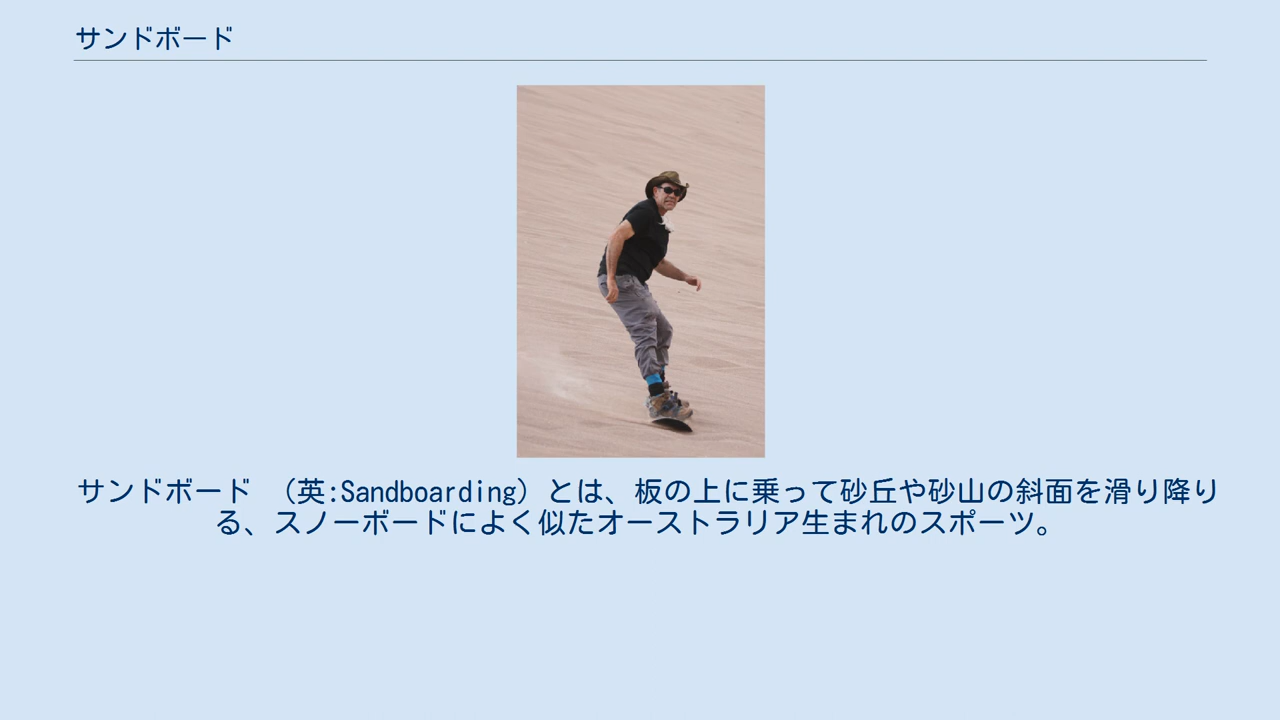 サンドボード
サンドボード （英:Sandboarding）とは、板の上に乗って砂丘や砂山の斜面を滑り降り
る、スノーボードによく似たオーストラリア生まれのスポーツ。